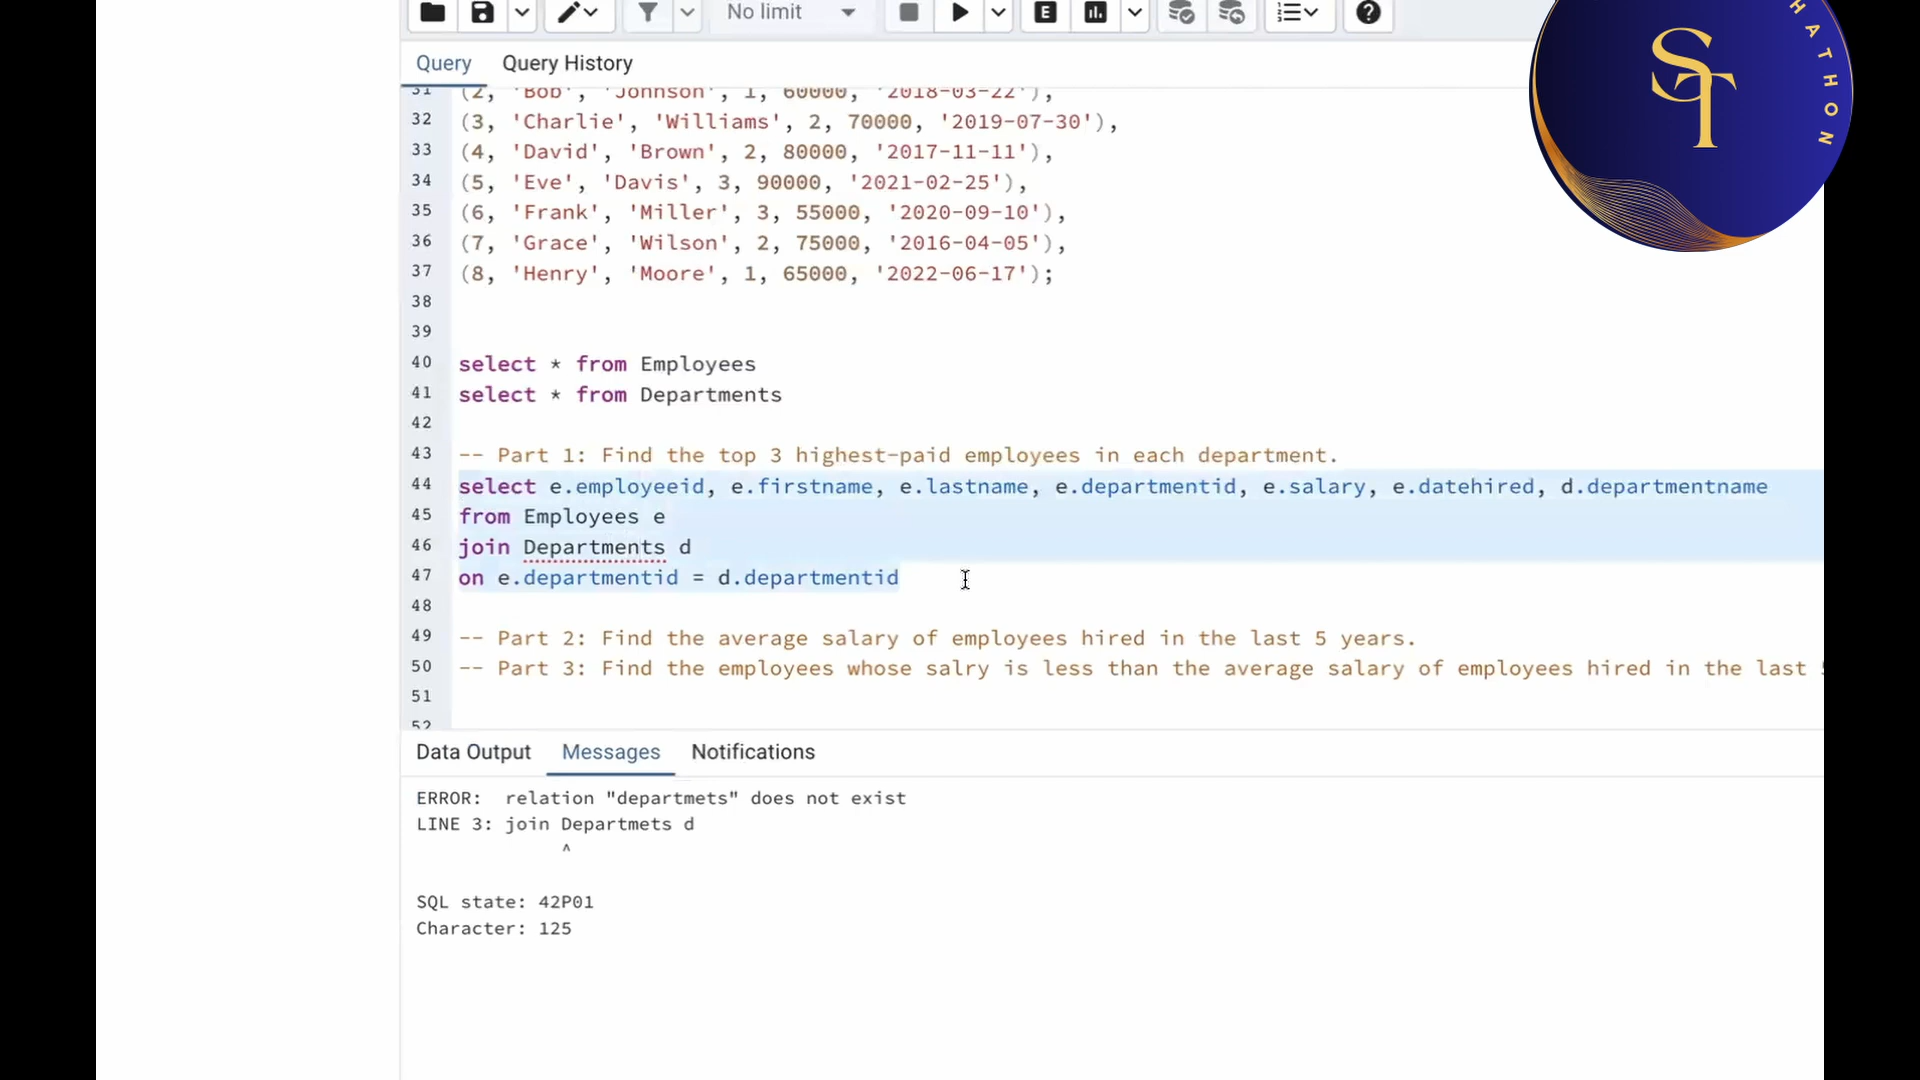 No limit
Query Query History
31 (2, 'Bob', 'Johnson', 1, 60000, '2018-03-22'),
32 (3, 'Charlie', 'Williams', 2, 70000, '2019-07-30'),
33 (4, 'David', 'Brown', 2, 80000, '2017-11-11'),
34 (5, 'Eve', 'Davis', 3, 90000, '2021-02-25'),
35 (6, 'Frank', 'Miller', 3, 55000, '2020-09-10'),
36 (7, 'Grace', 'Wilson', 2, 75000, '2016-04-05'),
37 (8, 'Henry', 'Moore', 1, 65000, '2022-06-17');
38
39
40 select * from Employees
41 select * from Departments
42
43 -- Part 1: Find the top 3 highest-paid employees in each department.
44 select e.employeeid, e.firstname, e.lastname, e.departmentid, e.salary, e.datehired, d.departmentname
45 from Employees e
46 join Departments d
47 on e.departmentid = d.departmentid
48
49 -- Part 2: Find the average salary of employees hired in the last 5 years.
50 -- Part 3: Find the employees whose salry is less than the average salary of employees hired in the last
51
52
Data Output Messages Notifications
ERROR: relation "departmets" does not exist
LINE 3: join Departmets d
^
SQL state: 42P01
Character: 125
E
ST
HATHON